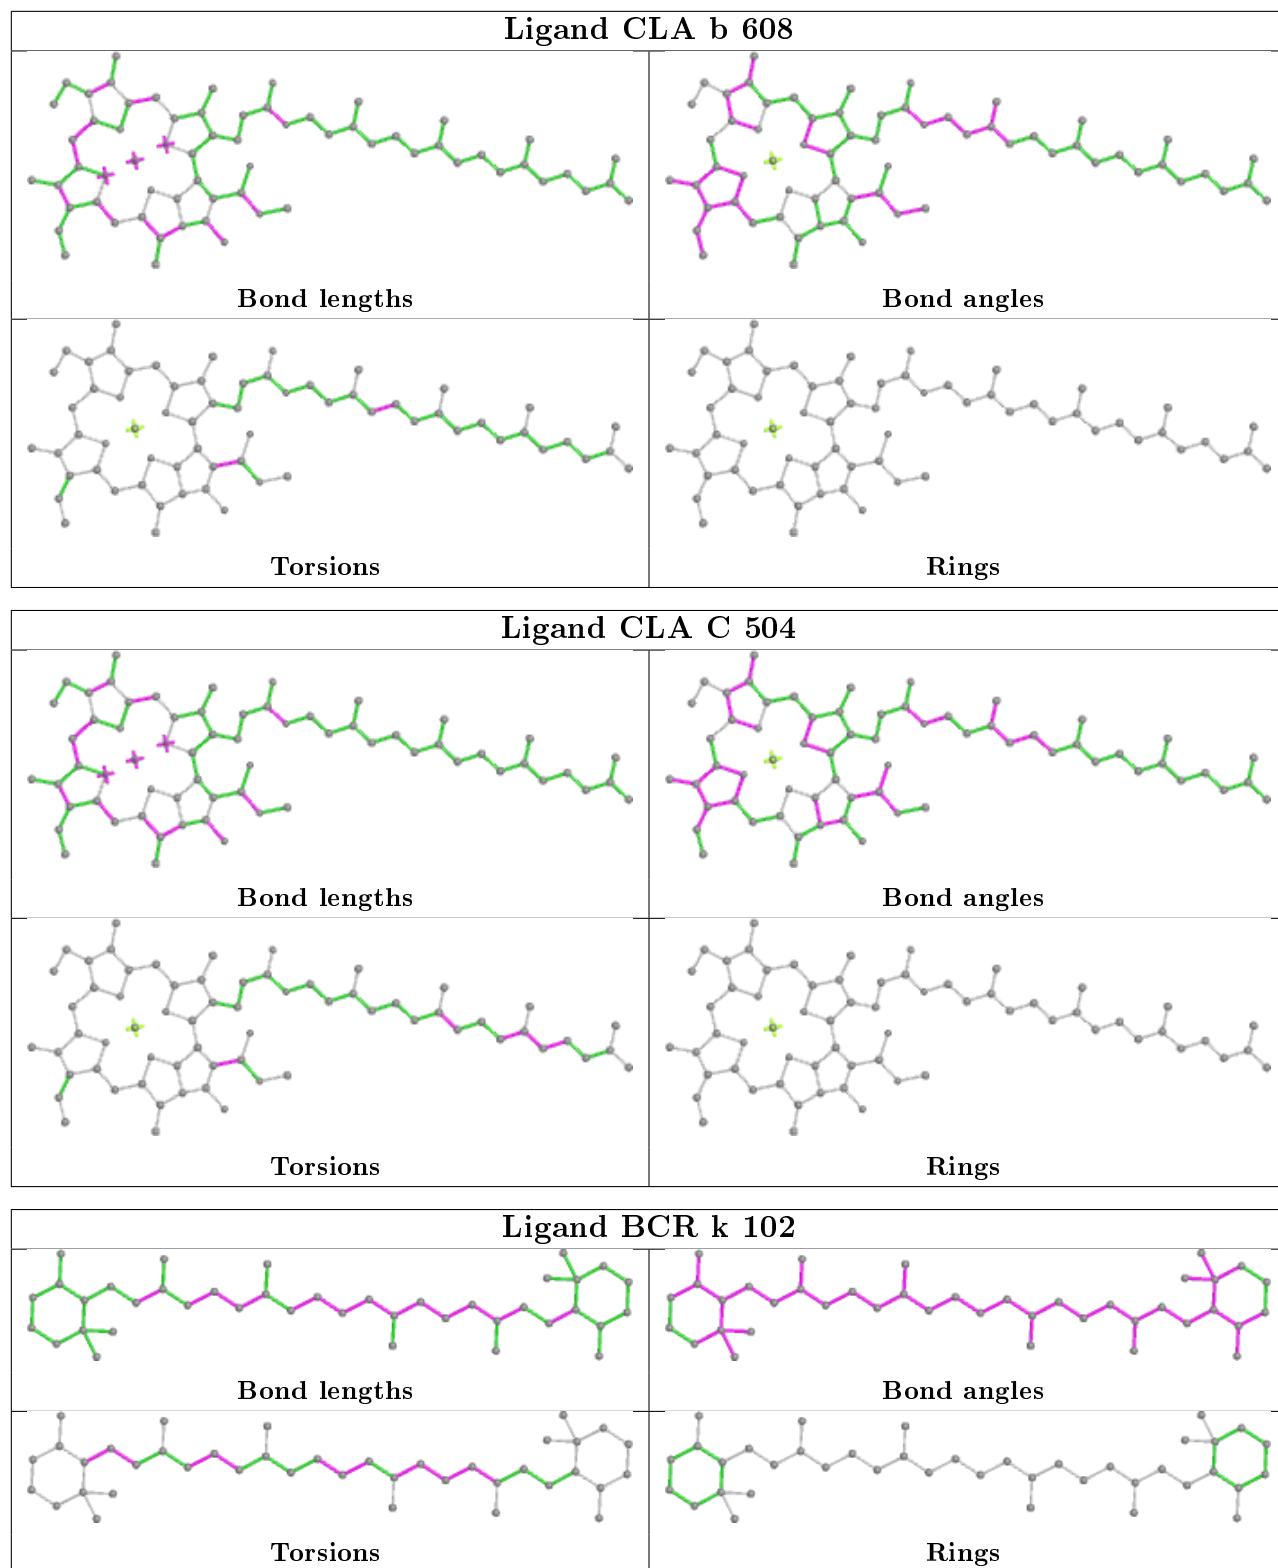 Ligand CLA b 608
Bond lengths
Bond angles
Torsions
Rings
Ligand CLA C 504
Bond lengths
Bond angles
Torsions
Rings
Ligand BCR k 102
Bond lengths
Bond angles
Torsions
Rings